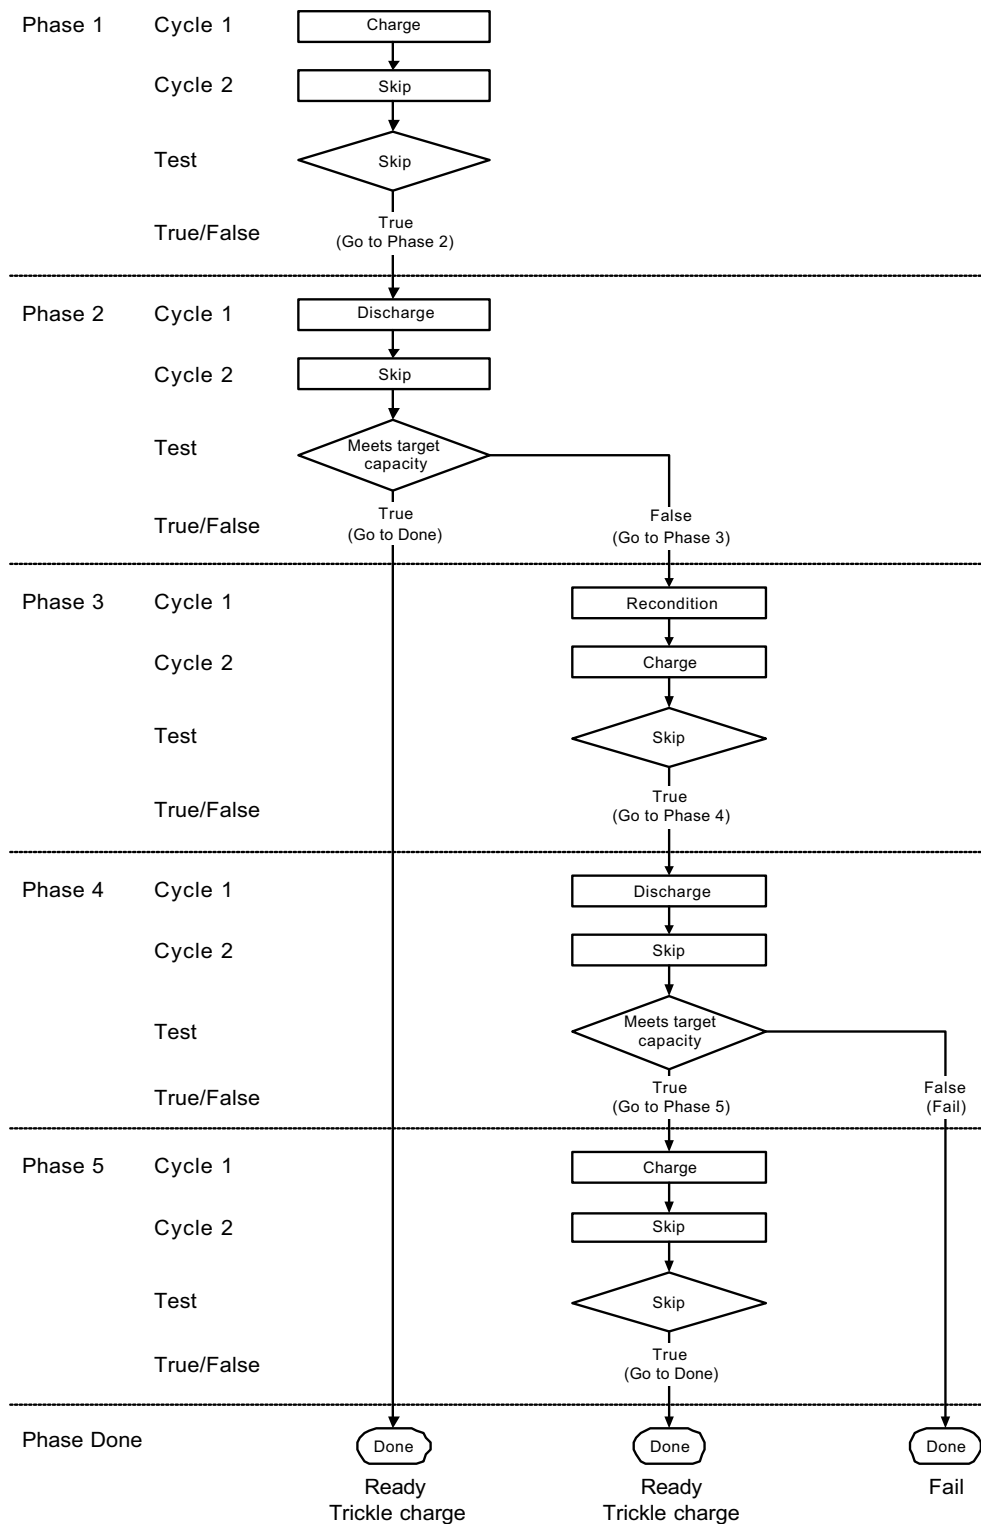 Phase 1 Cycle 1 Charge
Cycle 2 Skip
Test Skip
True/False True
(Go to Phase 2)
Phase 2 Cycle 1 Discharge
Cycle 2 Skip
Test Meets target
capacity
True/False True False
(Go to Done) (Go to Phase 3)
Phase 3 Cycle 1 Recondition
Cycle 2 Charge
Test Skip
True/False True
(Go to Phase 4)
Phase 4 Cycle 1 Discharge
Cycle 2 Skip
Test Meets target
capacity
True/False True False
(Go to Phase 5) (Fail)
Phase 5 Cycle 1 Charge
Cycle 2 Skip
Test Skip
True/False True
(Go to Done)
Phase Done Done Done Done
Ready Ready Fail
Trickle charge Trickle charge